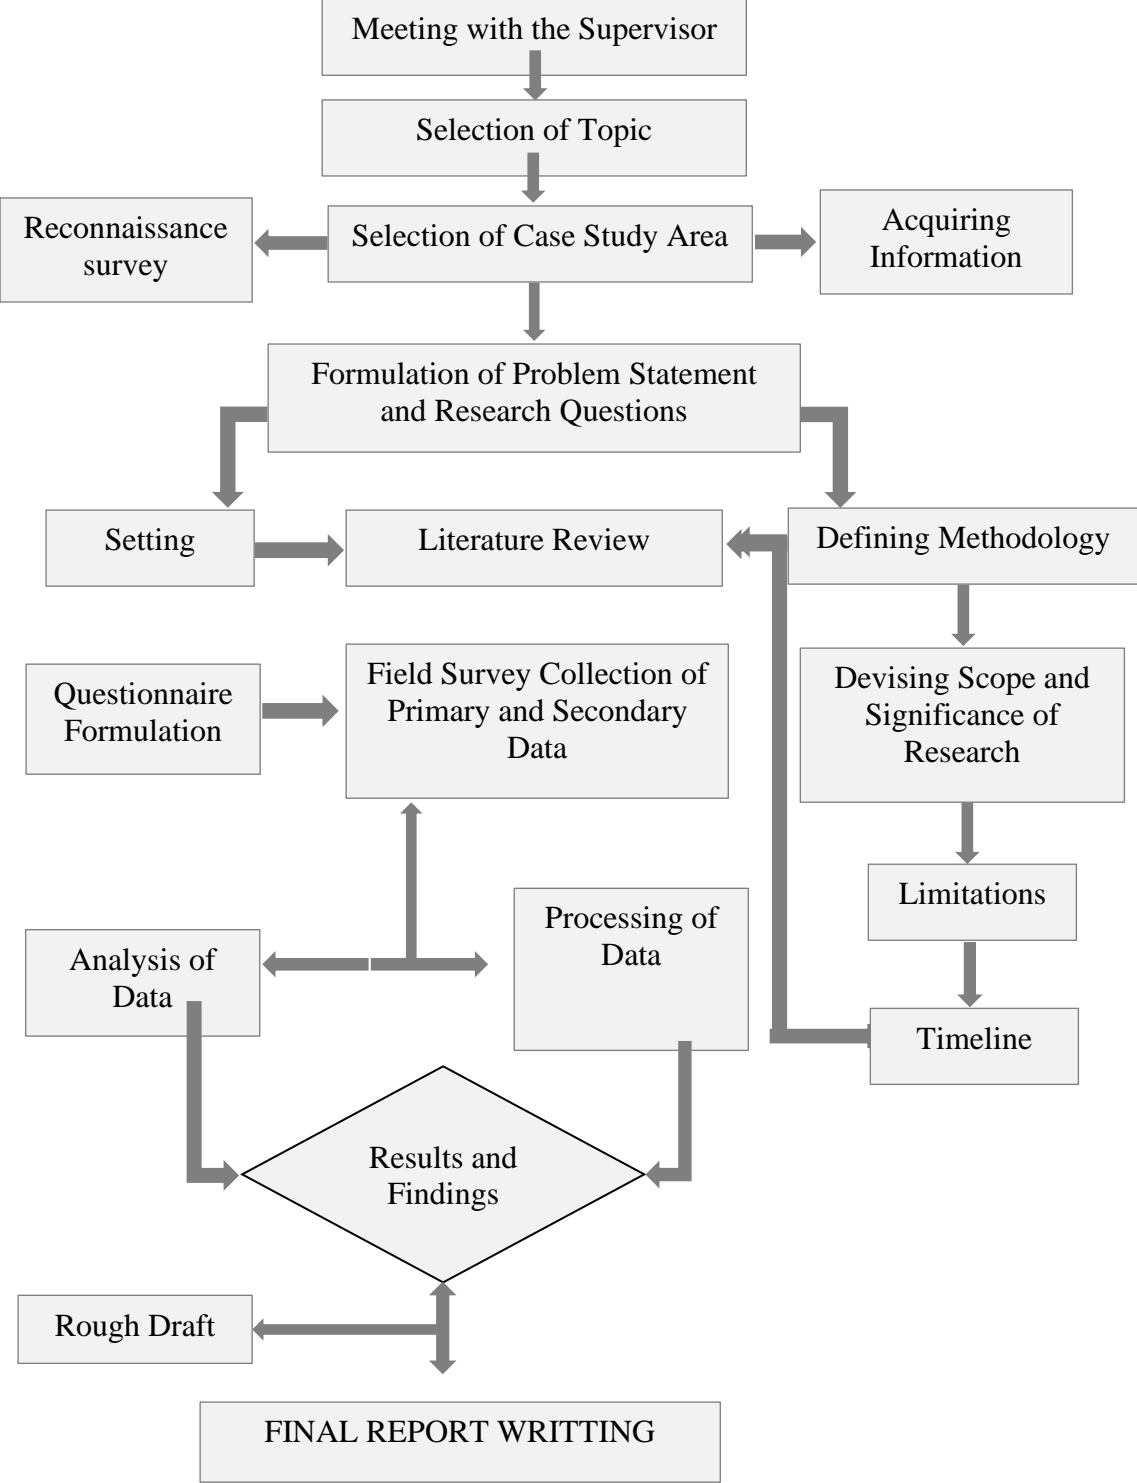 Meeting with the Supervisor
Selection of Topic
Reconnaissance
survey
Selection of Case Study Area
Acquiring
Information
Formulation of Problem Statement
and Research Questions
Setting
Literature Review
Defining Methodology
Questionnaire
Formulation
Field Survey Collection of
Primary and Secondary
Data
Devising Scope and
Significance of
Research
Limitations
Analysis of
Data
Processing of
Data
Timeline
Results and
Findings
Rough Draft
FINAL REPORT WRITTING